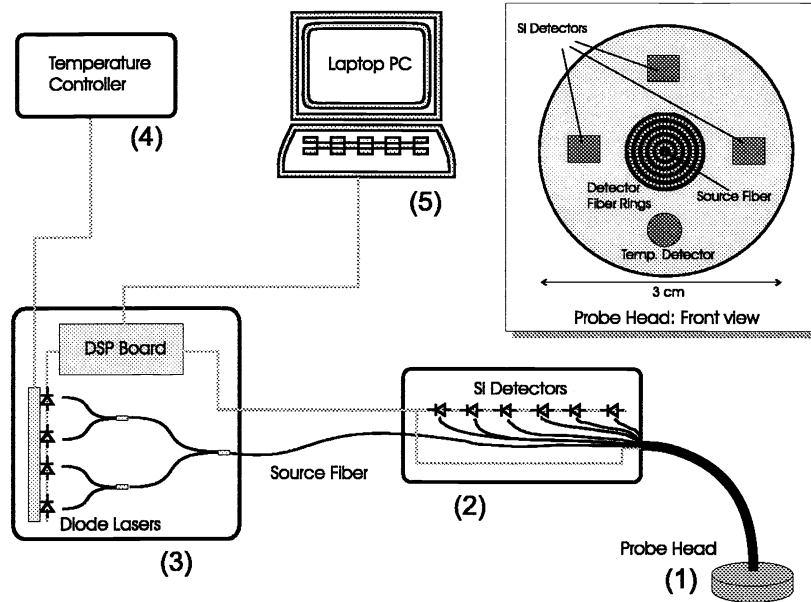 Temperature
Controller
(4)
Laptop PC
(5)
SI Detectors
Detector
Fiber Rings
Source Fiber
Temp. Detector
3 cm
Probe Head: Front view
DSP Board
Diode Lasers
(3)
Source Fiber
SI Detectors
(2)
Probe Head
(1)